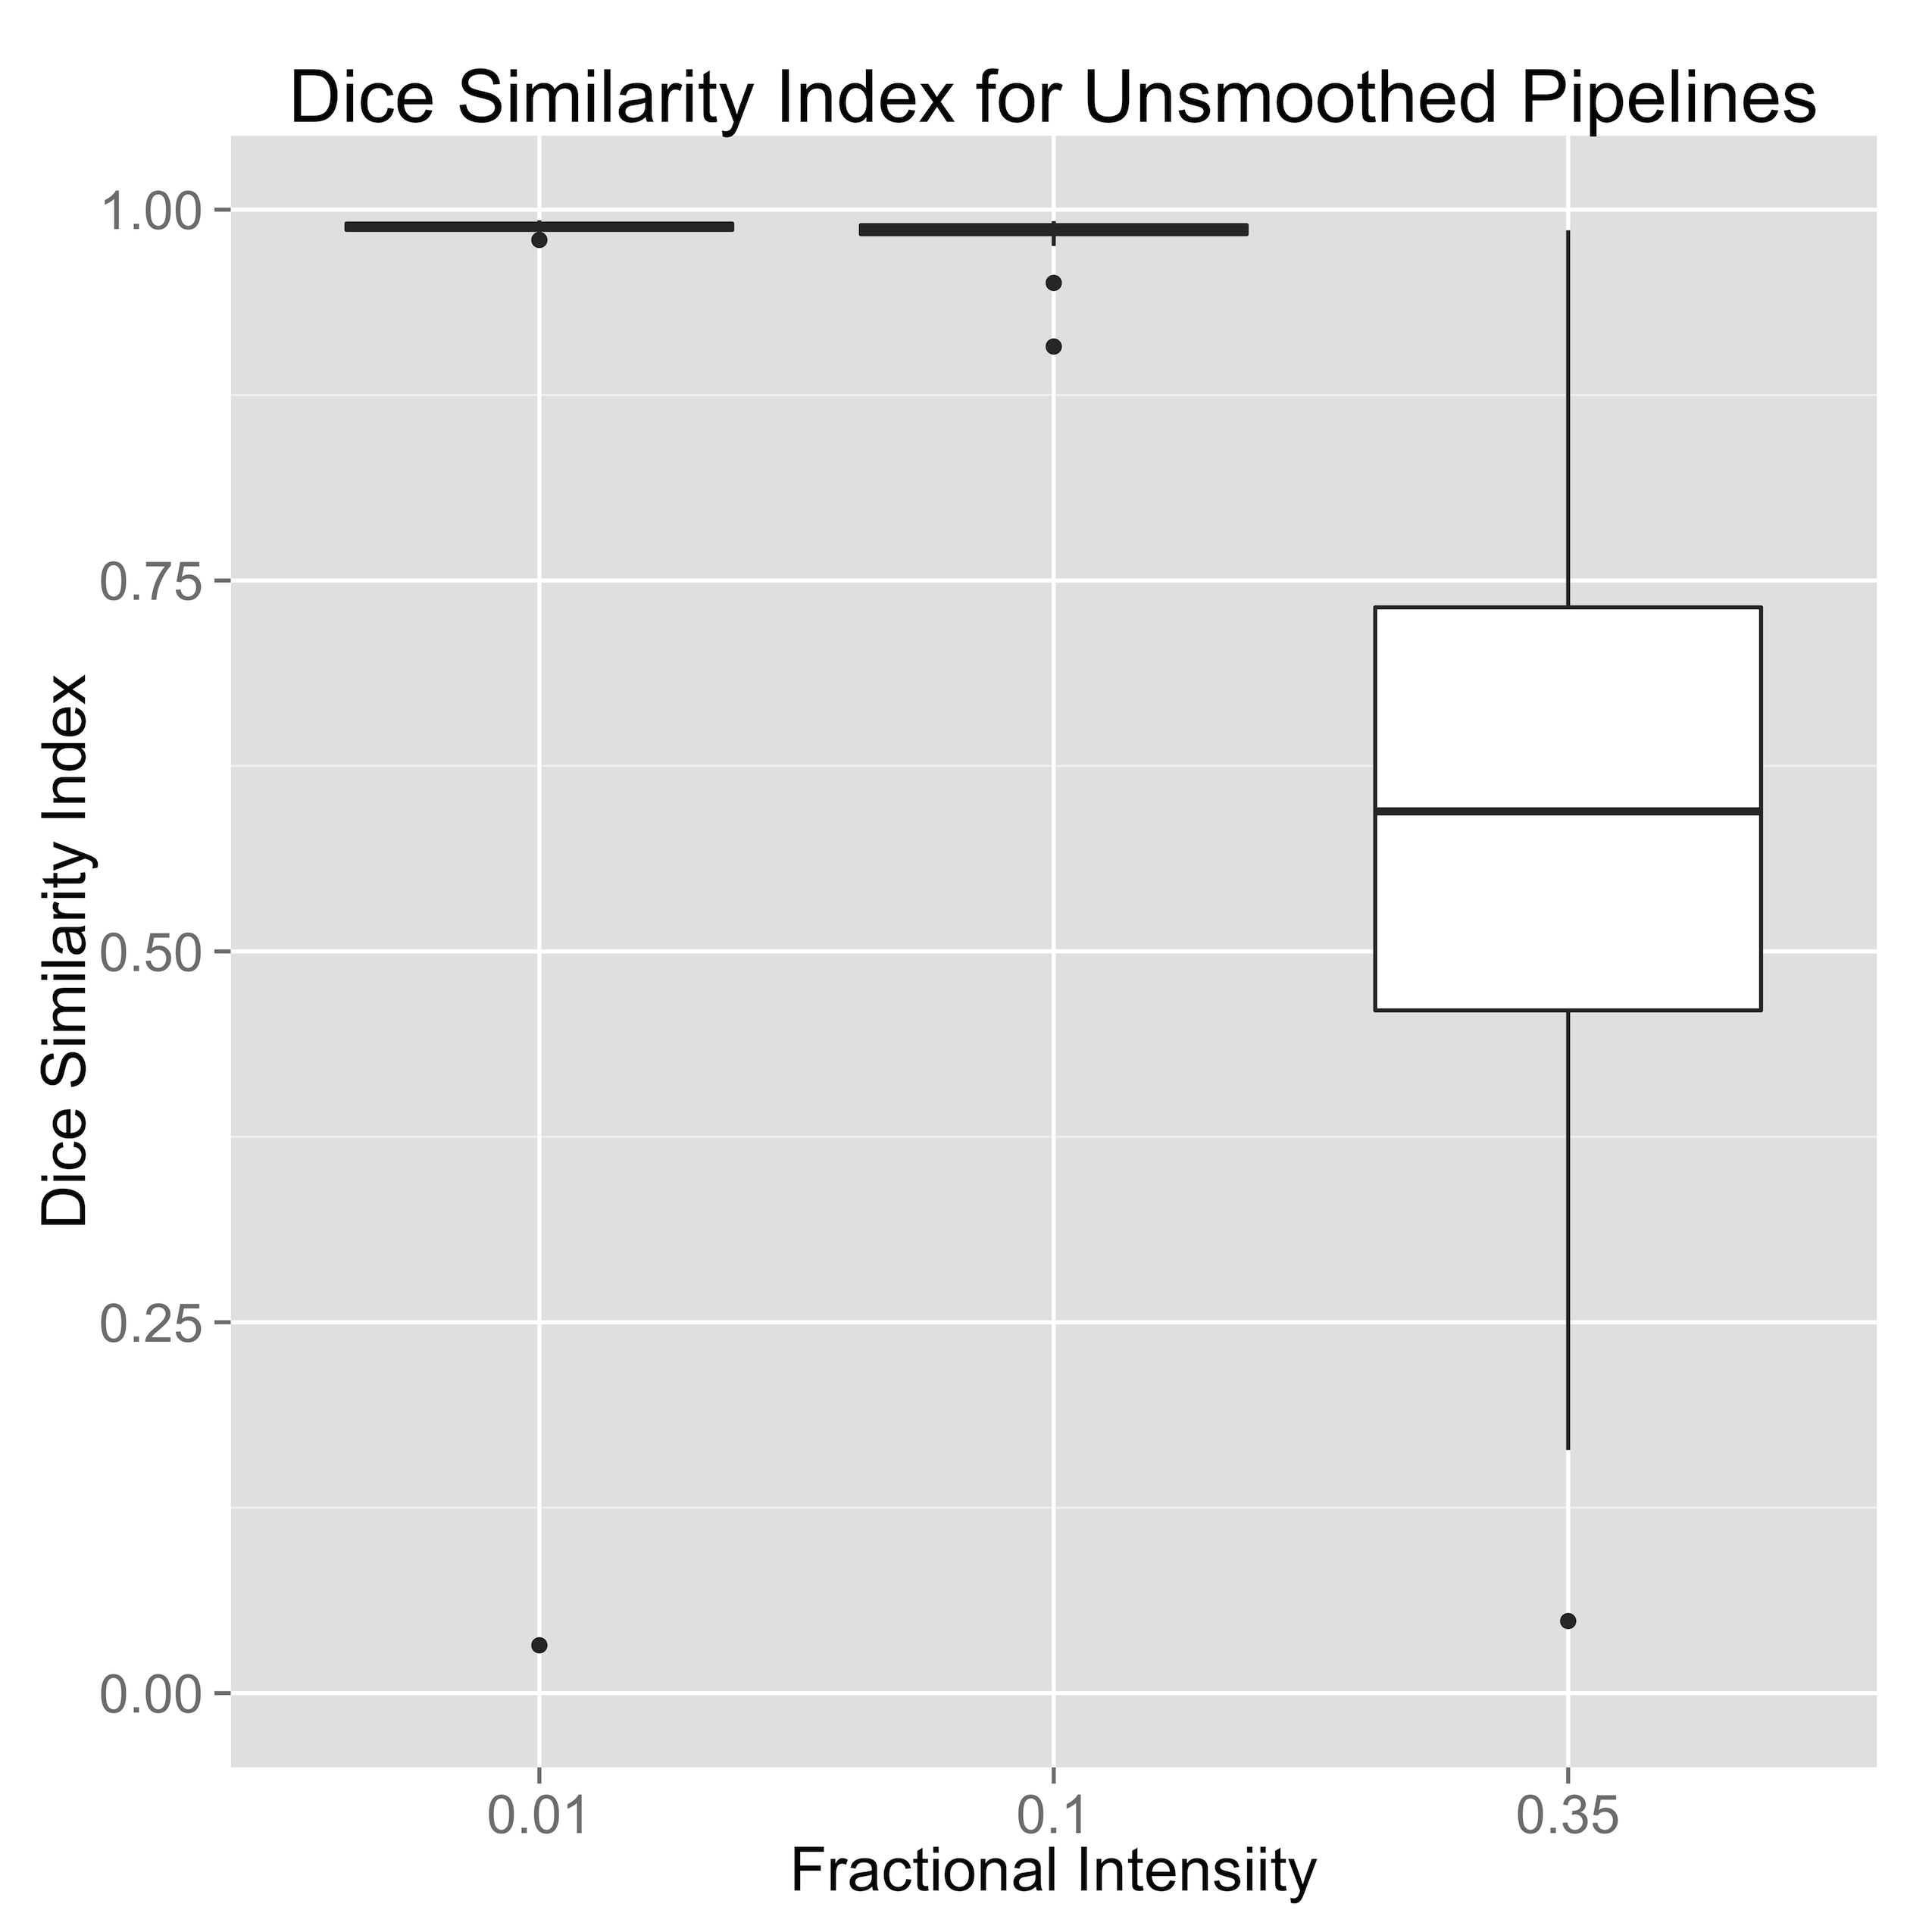 Dice Similarity Index for Unsmoothed Pipelines
Dice Similarity Index
1.00
0.75
0.50
0.25
0.00
0.01 0.1 0.35
Fractional Intensiity